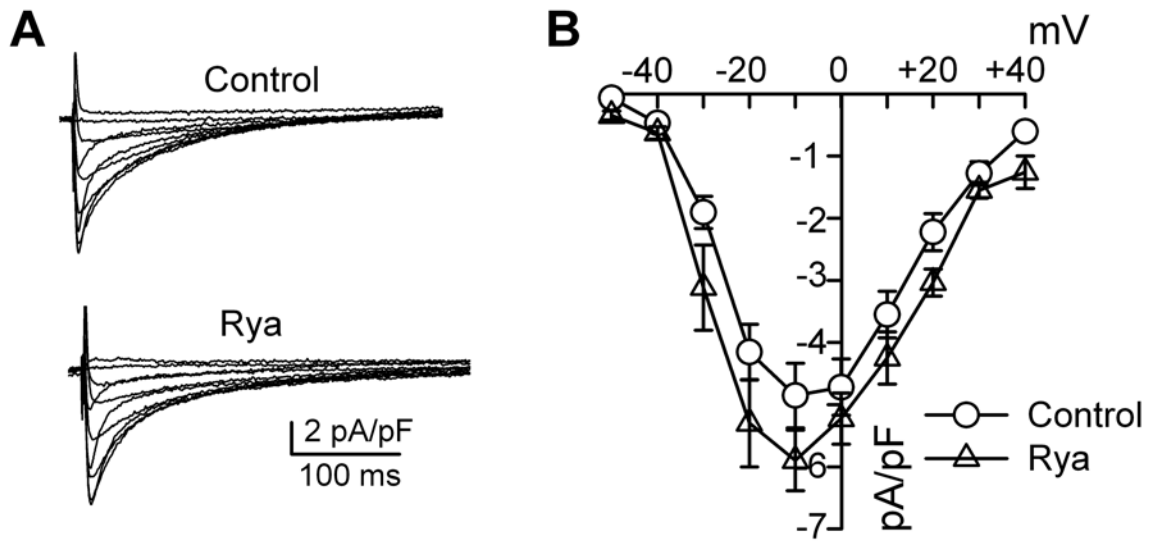 A
Control
Rya
2 pA/pF
100 ms
B
mV
-40 -20 0 +20 +40
-1
-2
-3
-4
-6
-7
pA/pF
Control
Rya